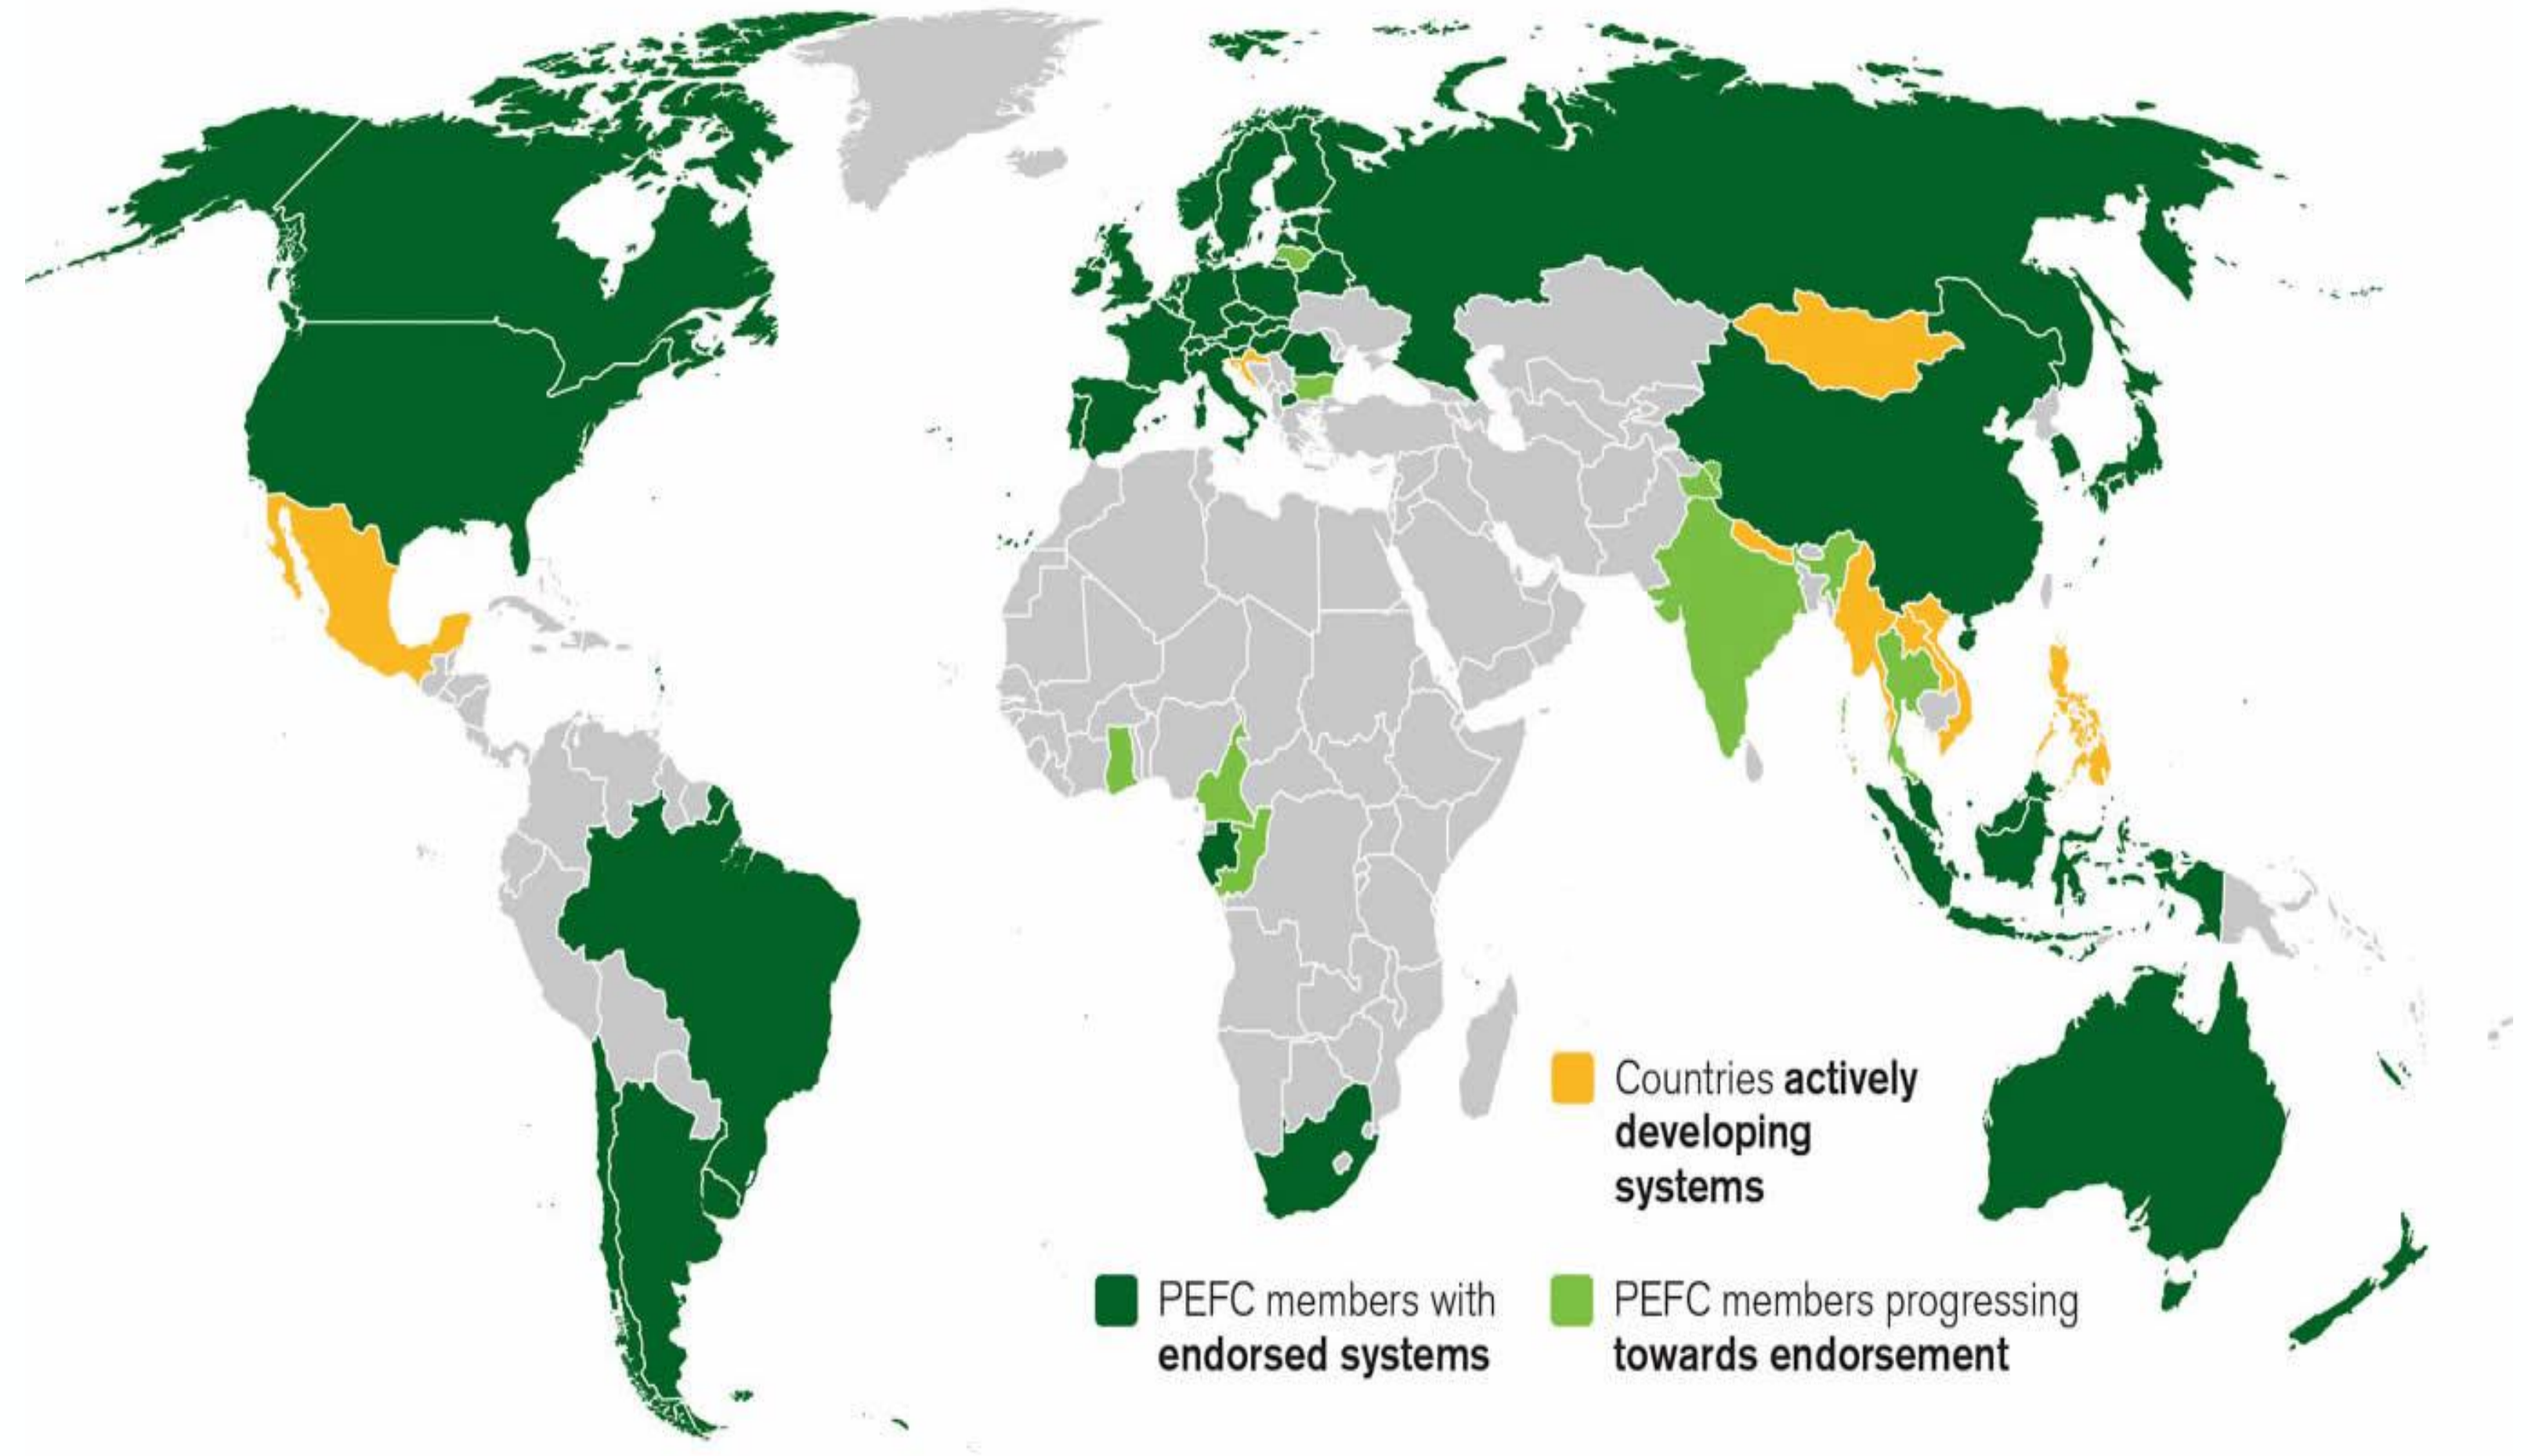 Countries actively
developing
systems
PEFC members with
endorsed systems
PEFC members progressing
towards endorsement